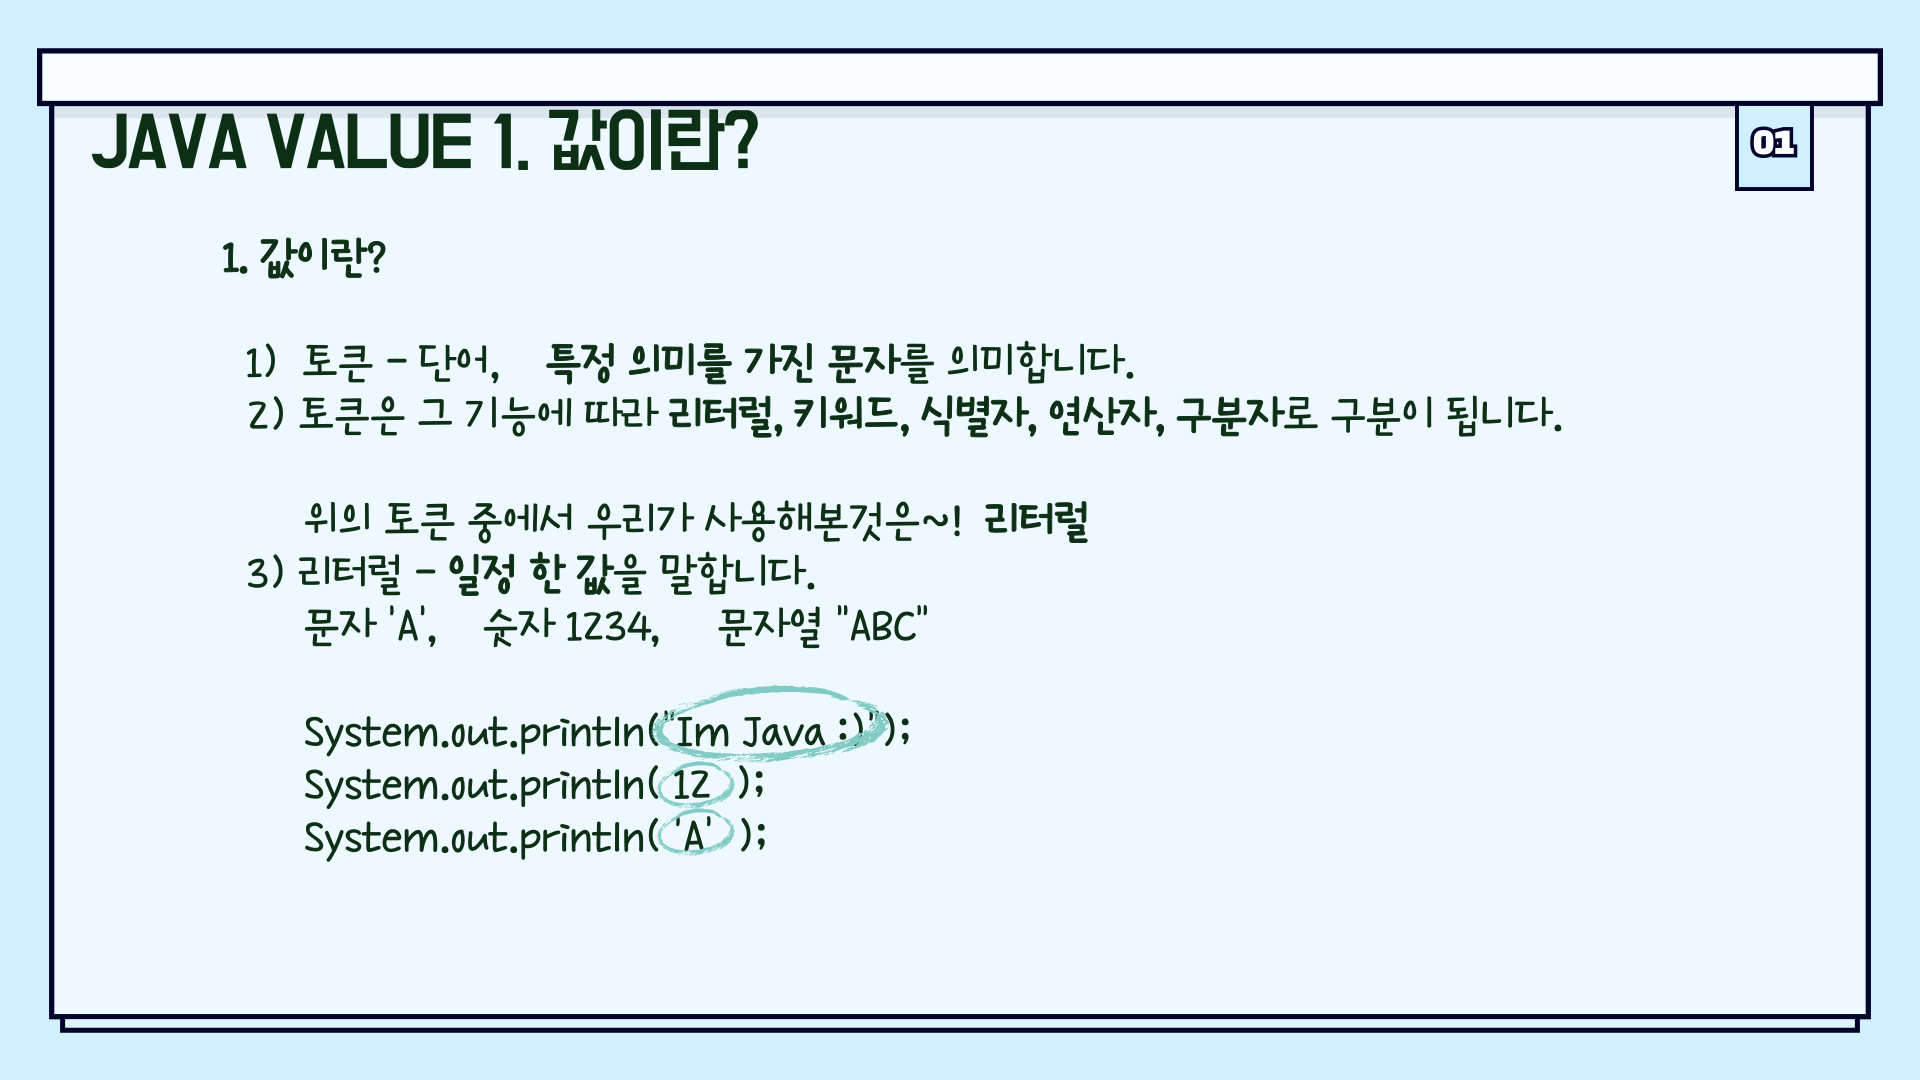 JAVA VALUE 1. 값이란?
01
1. 값이란?
1) 토큰 - 단어, 특정 의미를 가진 문자를 의미합니다.
2) 토큰은 그 기능에 따라 리터럴, 키워드, 식별자, 연산자, 구분자로 구분이 됩니다.
위의 토큰 중에서 우리가 사용해본것은~! 리터럴
3) 리터럴 - 일정 한 값을 말합니다.
문자 'A', 숫자 1234, 문자열 "ABC"
System.out.println("Im Java :)");
System.out.println( 12 );
System.out.println( 'A' );